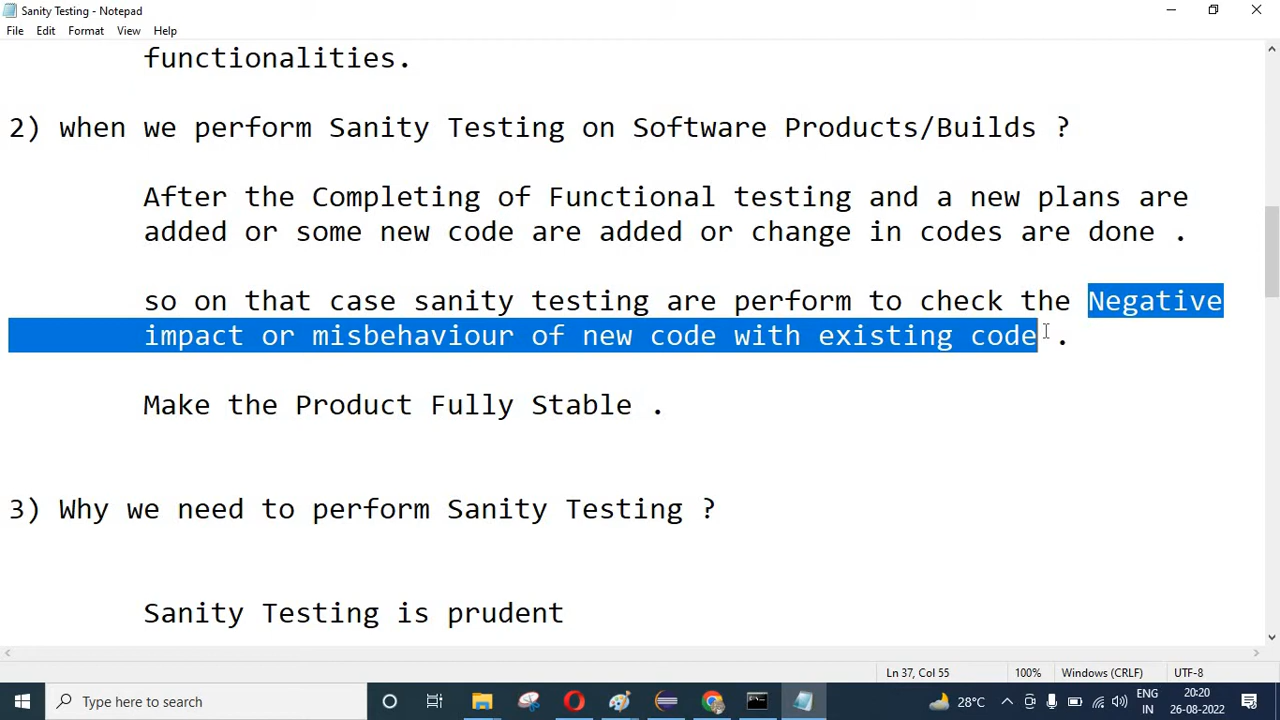 Sanity Testing - Notepad
File Edit Format View Help
functionalities.
2) when we perform Sanity Testing on Software Products/Builds ?
After the Completing of Functional testing and a new plans are
added or some new code are added or change in codes are done .
so on that case sanity testing are perform to check the Negative
impact or misbehaviour of new code with existing code .
Make the Product Fully Stable .
3) Why we need to perform Sanity Testing ?
Sanity Testing is prudent
Ln 37, Col 55 100% Windows (CRLF) UTF-8
Type here to search
28°C
ENG
IN
20:20
26-08-2022